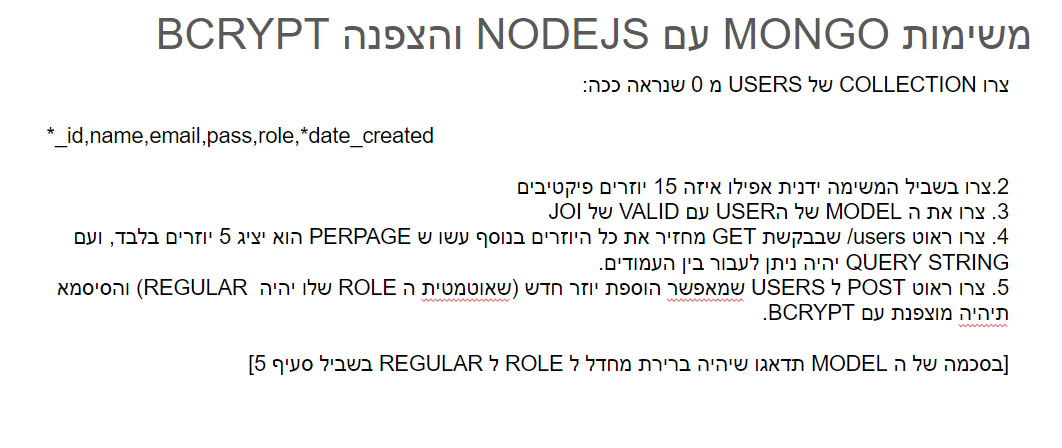 משימות MONGO עם NODEJS והצפנה BCRYPT
צרו COLLECTION של USERS מ 0 שנראה ככה:
*_id,name,email,pass,role,*date_created
2.צרו בשביל המשימה ידנית אפילו איזה 15 יוזרים פיקטיבים
3. צרו את ה MODEL של הUSER עם VALID של JOI
4. צרו ראוט users/ שבבקשת GET מחזיר את כל היוזרים בנוסף עשו ש PERPAGE הוא יציג 5 יוזרים בלבד, ועם
QUERY STRING יהיה ניתן לעבור בין העמודים.
5. צרו ראוט POST ל USERS שמאפשר הוספת יוזר חדש (שאוטמטית ה ROLE שלו יהיה REGULAR) והסיסמא
תיהיה מוצפנת עם BCRYPT.
[בסכמה של ה MODEL תדאגו שיהיה ברירת מחדל ל ROLE ל REGULAR בשביל סעיף 5]